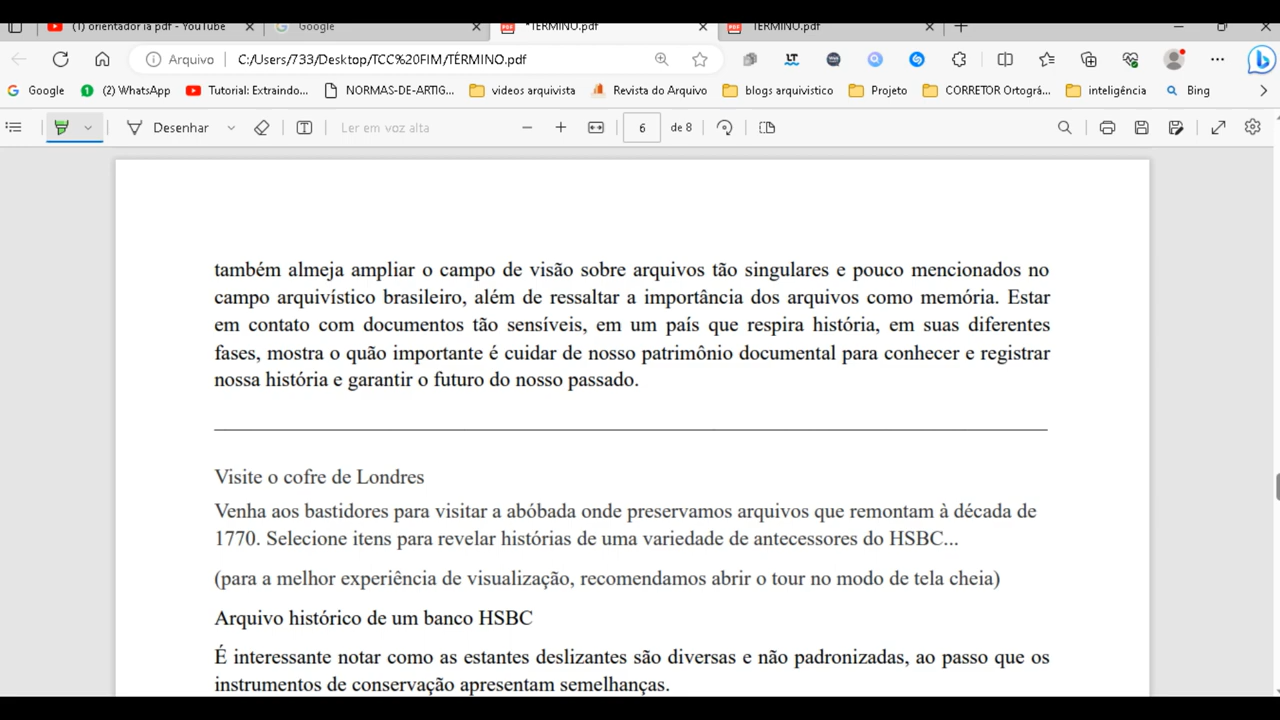 (1) orientador ia pdf - YouTube
Google
*TERMINO.pdf
TERMINO.pdf
Arquivo
C:/Users/733/Desktop/TCC%20FIM/TÉRMINO.pdf
LT
Google
(2) WhatsApp
Tutorial: Extraindo...
NORMAS-DE-ARTIG...
videos arquivista
Revista do Arquivo
blogs arquivistico
Projeto
CORRETOR Ortográ...
inteligência
Bing
Desenhar
Ler em voz alta
6
de 8
também almeja ampliar o campo de visão sobre arquivos tão singulares e pouco mencionados no
campo arquivístico brasileiro, além de ressaltar a importância dos arquivos como memória. Estar
em contato com documentos tão sensíveis, em um país que respira história, em suas diferentes
fases, mostra o quão importante é cuidar de nosso patrimônio documental para conhecer e registrar
nossa história e garantir o futuro do nosso passado.
Visite o cofre de Londres
Venha aos bastidores para visitar a abóbada onde preservamos arquivos que remontam à década de
1770. Selecione itens para revelar histórias de uma variedade de antecessores do HSBC...
(para a melhor experiência de visualização, recomendamos abrir o tour no modo de tela cheia)
Arquivo histórico de um banco HSBC
É interessante notar como as estantes deslizantes são diversas e não padronizadas, ao passo que os
instrumentos de conservação apresentam semelhanças.